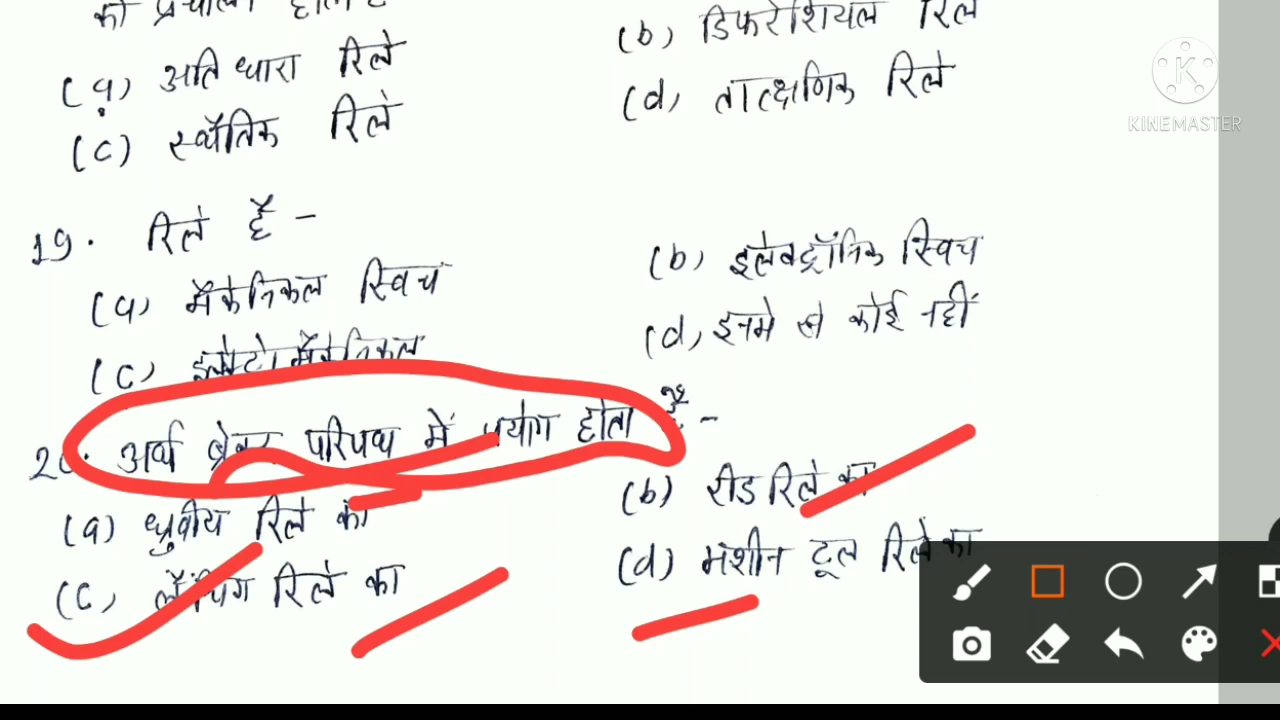 को प्रचालित होता है
(a) अति धारा रिले
(b) डिफरेंशियल रिले
(c) स्थैतिक रिले
(d) तात्क्षणिक रिले
19. रिले है -
(a) मैकेनिकल स्विच
(b) इलेक्ट्रॉनिक स्विच
(c) इलेक्ट्रो मैकेनिकल
(d) इनमे से कोई नहीं
20. अर्थ ब्रेकर परिपथ में प्रयोग होता है -
(a) ध्रुवीय रिले का
(b) रीड रिले का
(c) लैचिंग रिले का
(d) मशीन टूल रिले का
KINEMASTER